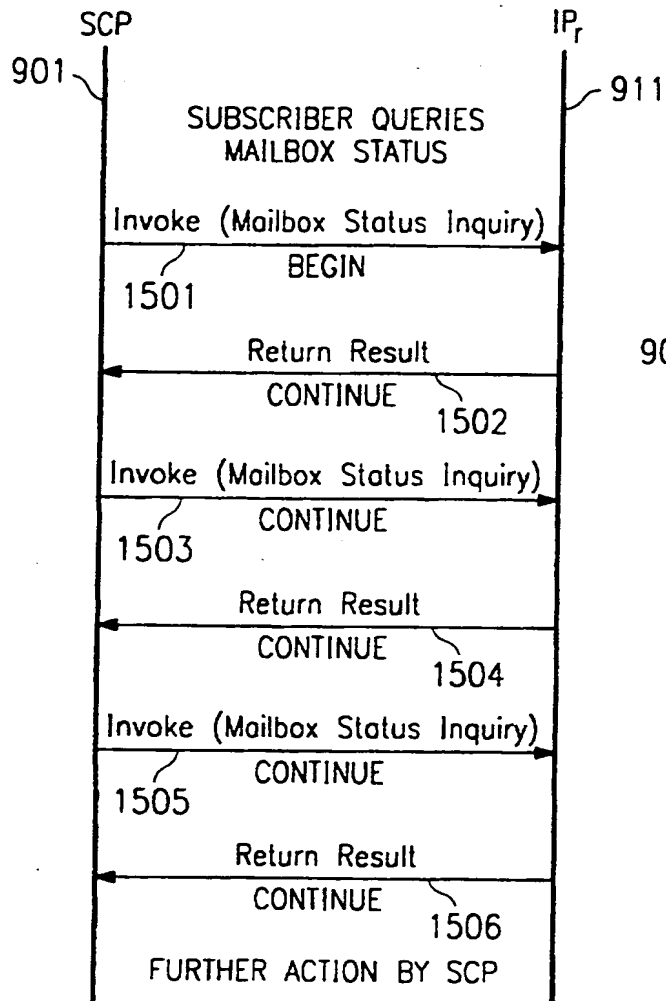 SCP IPr
901 911
SUBSCRIBER QUERIES
MAILBOX STATUS
Invoke (Mailbox Status Inquiry)
BEGIN
1501
Return Result
90
CONTINUE
1502
Invoke (Mailbox Status Inquiry)
CONTINUE
1503
Return Result
CONTINUE
1504
Invoke (Mailbox Status Inquiry)
CONTINUE
1505
Return Result
CONTINUE
1506
FURTHER ACTION BY SCP